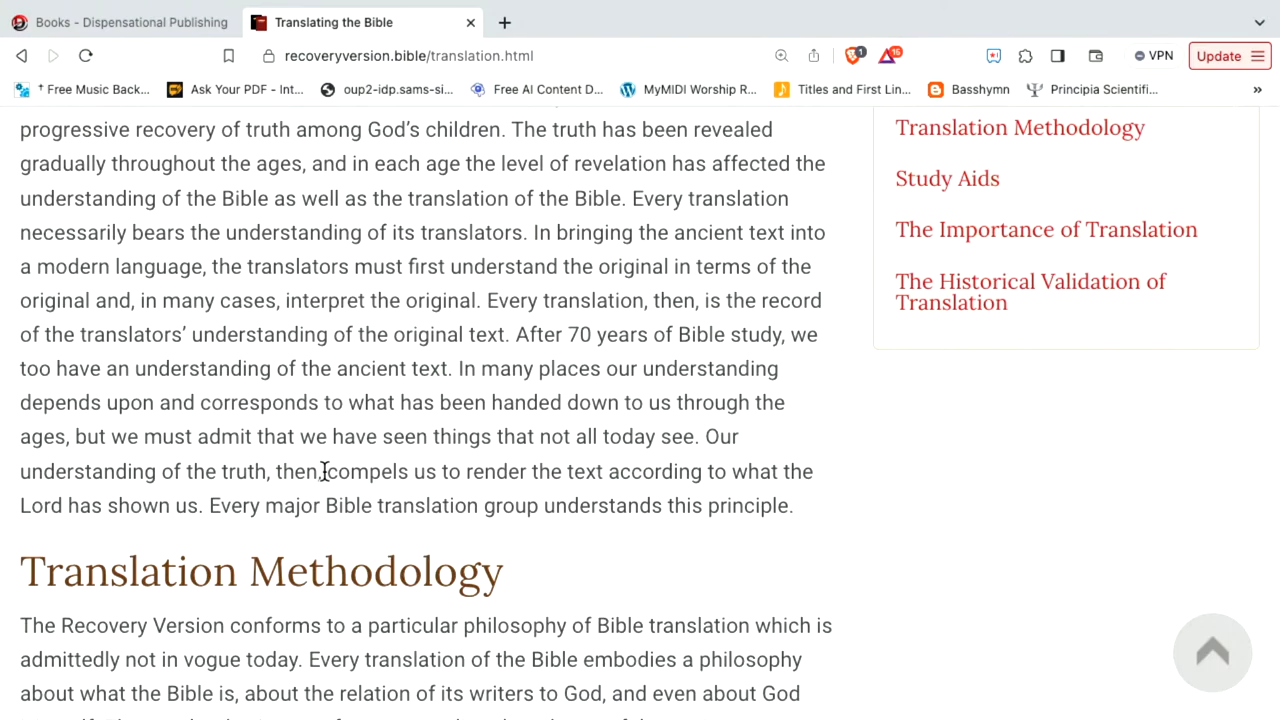 Books - Dispensational Publishing
Translating the Bible
recoveryversion.bible/translation.html
1
15
VPN
Update
† Free Music Back...
Ask Your PDF - Int...
oup2-idp.sams-si...
Free AI Content D...
MyMIDI Worship R...
Titles and First Lin...
Basshymn
Principia Scientifi...
»
progressive recovery of truth among God’s children. The truth has been revealed
gradually throughout the ages, and in each age the level of revelation has affected the
understanding of the Bible as well as the translation of the Bible. Every translation
necessarily bears the understanding of its translators. In bringing the ancient text into
a modern language, the translators must first understand the original in terms of the
original and, in many cases, interpret the original. Every translation, then, is the record
of the translators’ understanding of the original text. After 70 years of Bible study, we
too have an understanding of the ancient text. In many places our understanding
depends upon and corresponds to what has been handed down to us through the
ages, but we must admit that we have seen things that not all today see. Our
understanding of the truth, then, compels us to render the text according to what the
Lord has shown us. Every major Bible translation group understands this principle.
Translation Methodology
The Recovery Version conforms to a particular philosophy of Bible translation which is
admittedly not in vogue today. Every translation of the Bible embodies a philosophy
about what the Bible is, about the relation of its writers to God, and even about God
Translation Methodology
Study Aids
The Importance of Translation
The Historical Validation of
Translation